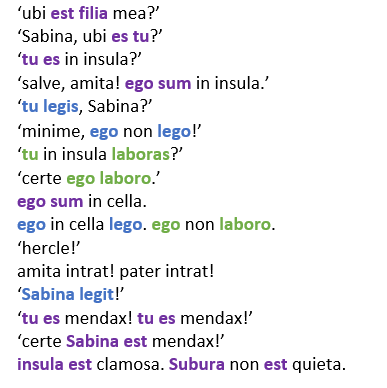 ‘ubi est filia mea?’
‘Sabina, ubi es tu?’
‘tu es in insula?’
‘salve, amita! ego sum in insula.’
‘tu legis, Sabina?’
‘minime, ego non lego!’
‘tu in insula laboras?’
‘certe ego laboro.’
ego sum in cella.
ego in cella lego. ego non laboro.
‘hercle!’
amita intrat! pater intrat!
‘Sabina legit!’
‘tu es mendax! tu es mendax!’
‘certe Sabina est mendax!’
insula est clamosa. Subura non est quieta.